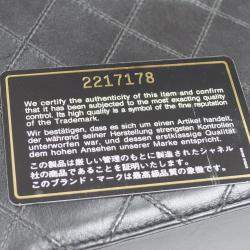 2217178
We certify the authenticity of this item and confirm
that it has been subjected to the most exacting quality
control. Its high quality is a symbol of the fine reputation
of the Trademark.
Wir bestätigen, dass es sich um einen Artikel handelt,
der während seiner Herstellung strengsten Kontrollen
unterworfen war, und dessen erstklassige Qualität
dem hohen Ansehen unserer Marke entspricht.
この製品は厳しい管理のもとに製造されたシャネル
社の商品であることを証明いたします。
このブランド・マークは最高の品質の象徴です。